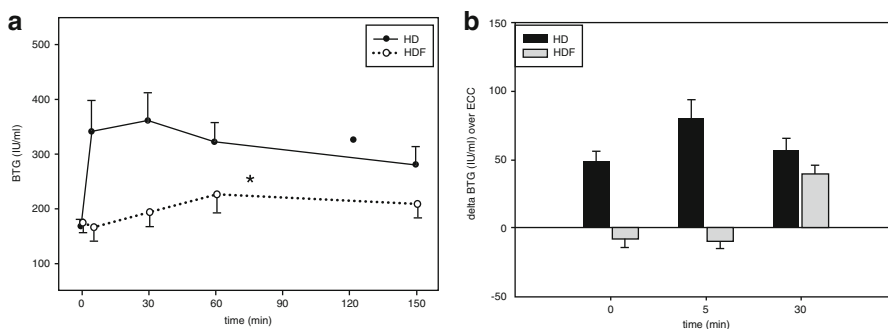 a
500
400
300
200
100
BTG (IU/ml)
HD
HDF
*
0 30 60 90 120 150
time (min)
b
150
100
50
0
-50
delta BTG (IU/ml) over ECC
HD
HDF
0 5 30
time (min)